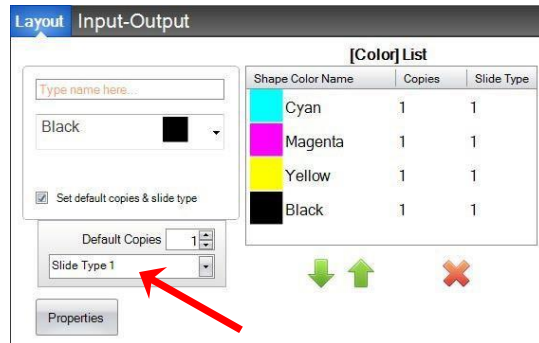 Layout Input-Output
[Color] List
Type name here...
Black
Set default copies & slide type
Default Copies 1
Slide Type 1
Properties
Shape Color Name Copies Slide Type
Cyan 1 1
Magenta 1 1
Yellow 1 1
Black 1 1